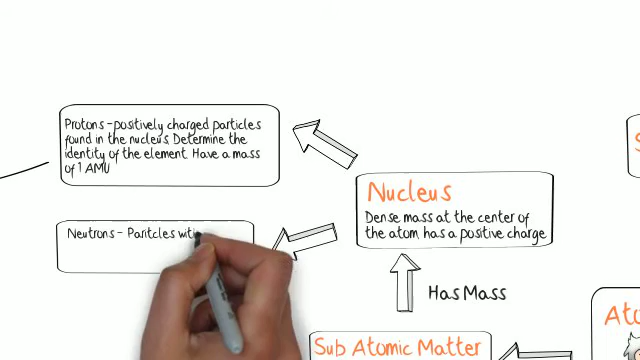 Protons - positively charged particles
found in the nucleus. Determine the
identity of the element. Have a mass
of 1 AMU
Neutrons - Paritcles wit
Nucleus
Dense mass at the center of
the atom has a positive charge
Has Mass
Sub Atomic Matter
S
Ato